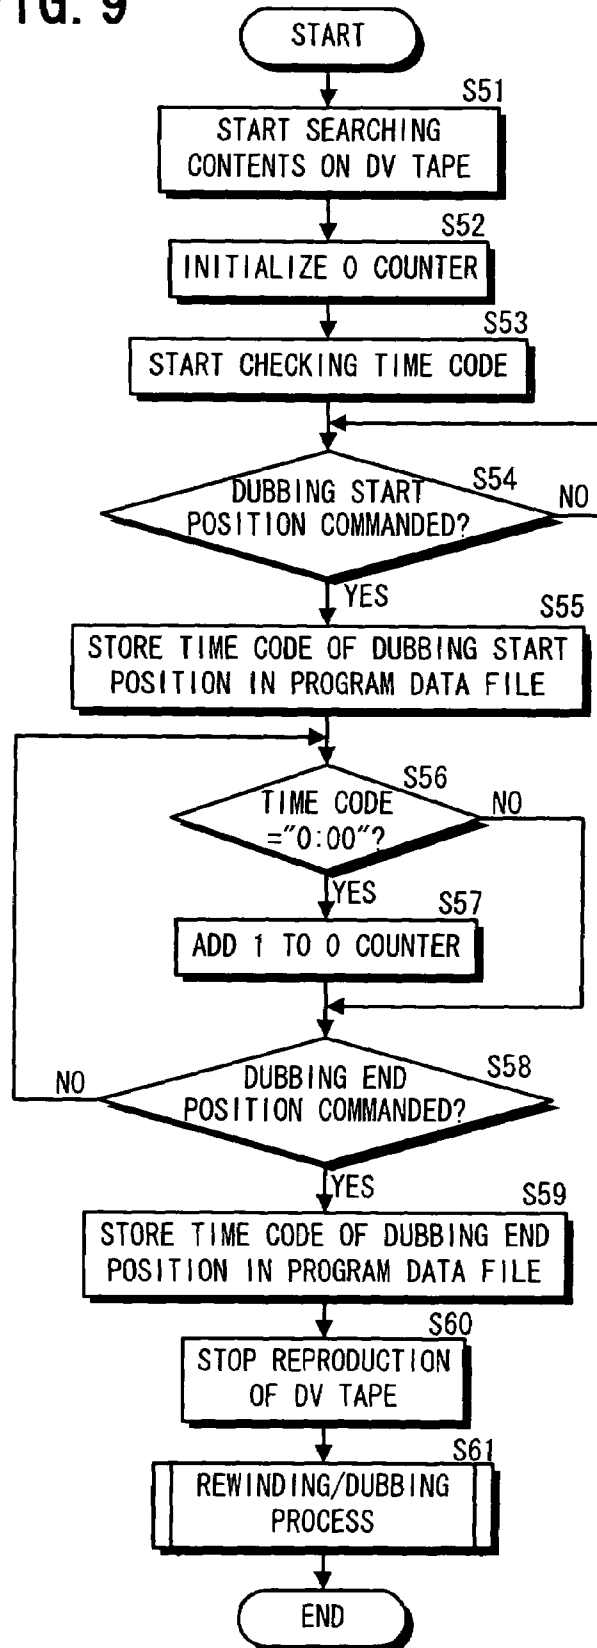 FIG. 9
START
S51
START SEARCHING
CONTENTS ON DV TAPE
S52
INITIALIZE 0 COUNTER
S53
START CHECKING TIME CODE
S54
DUBBING START
POSITION COMMANDED?
NO
YES
S55
STORE TIME CODE OF DUBBING START
POSITION IN PROGRAM DATA FILE
S56
TIME CODE
="0:00"?
NO
YES
S57
ADD 1 TO 0 COUNTER
S58
DUBBING END
POSITION COMMANDED?
NO
YES
S59
STORE TIME CODE OF DUBBING END
POSITION IN PROGRAM DATA FILE
S60
STOP REPRODUCTION
OF DV TAPE
S61
REWINDING/DUBBING
PROCESS
END